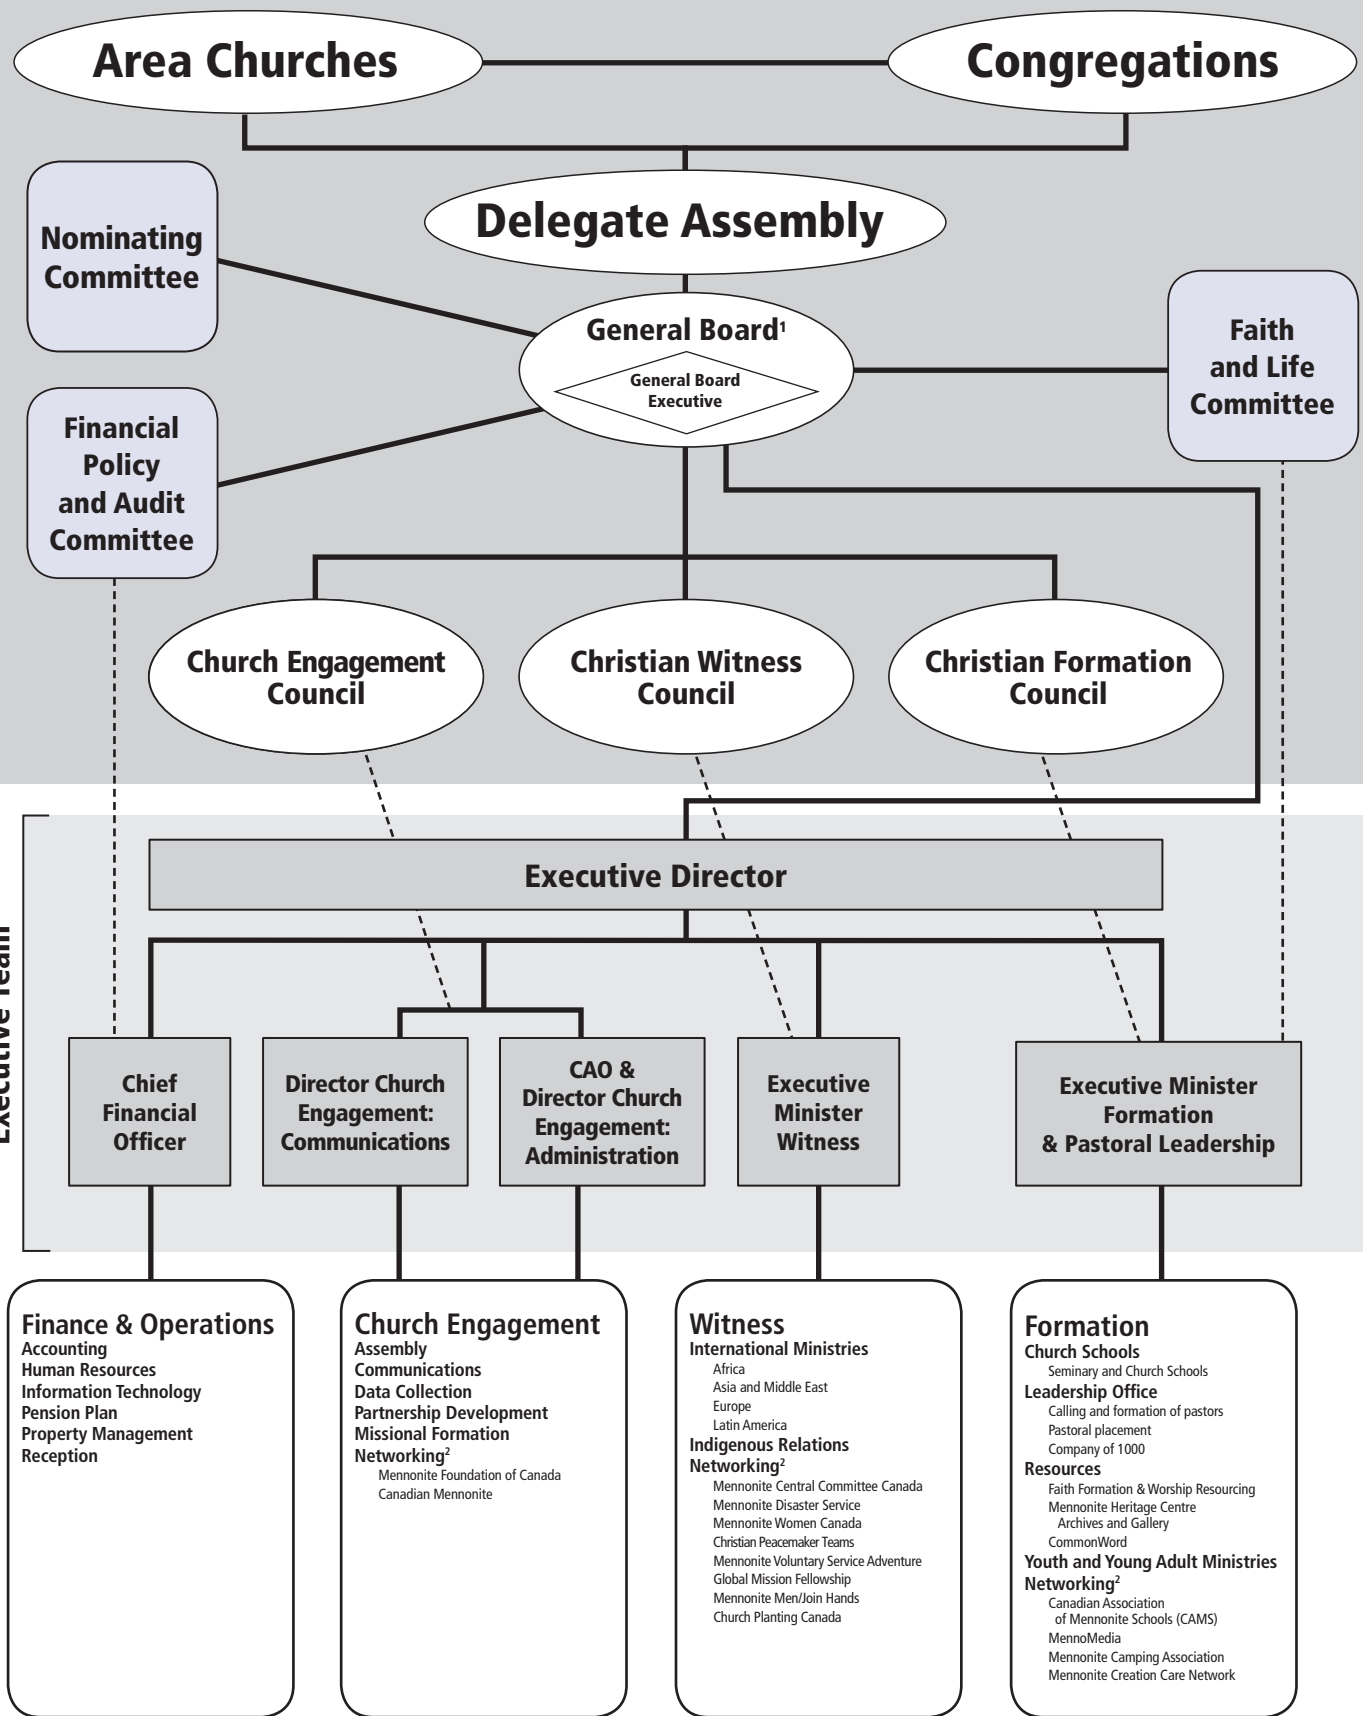 Area Churches
Congregations
Delegate Assembly
Nominating
Committee
General Board¹
General Board
Executive
Faith
and Life
Committee
Financial
Policy
and Audit
Committee
Church Engagement
Council
Christian Witness
Council
Christian Formation
Council
Executive Team
Executive Director
Chief
Financial
Officer
Director Church
Engagement:
Communications
CAO &
Director Church
Engagement:
Administration
Executive
Minister
Witness
Executive Minister
Formation
& Pastoral Leadership
Finance & Operations
Accounting
Human Resources
Information Technology
Pension Plan
Property Management
Reception
Church Engagement
Assembly
Communications
Data Collection
Partnership Development
Missional Formation
Networking²
Mennonite Foundation of Canada
Canadian Mennonite
Witness
International Ministries
Africa
Asia and Middle East
Europe
Latin America
Indigenous Relations
Networking²
Mennonite Central Committee Canada
Mennonite Disaster Service
Mennonite Women Canada
Christian Peacemaker Teams
Mennonite Voluntary Service Adventure
Global Mission Fellowship
Mennonite Men/Join Hands
Church Planting Canada
Formation
Church Schools
Seminary and Church Schools
Leadership Office
Calling and formation of pastors
Pastoral placement
Company of 1000
Resources
Faith Formation & Worship Resourcing
Mennonite Heritage Centre
Archives and Gallery
CommonWord
Youth and Young Adult Ministries
Networking²
Canadian Association
of Mennonite Schools (CAMS)
MennoMedia
Mennonite Camping Association
Mennonite Creation Care Network